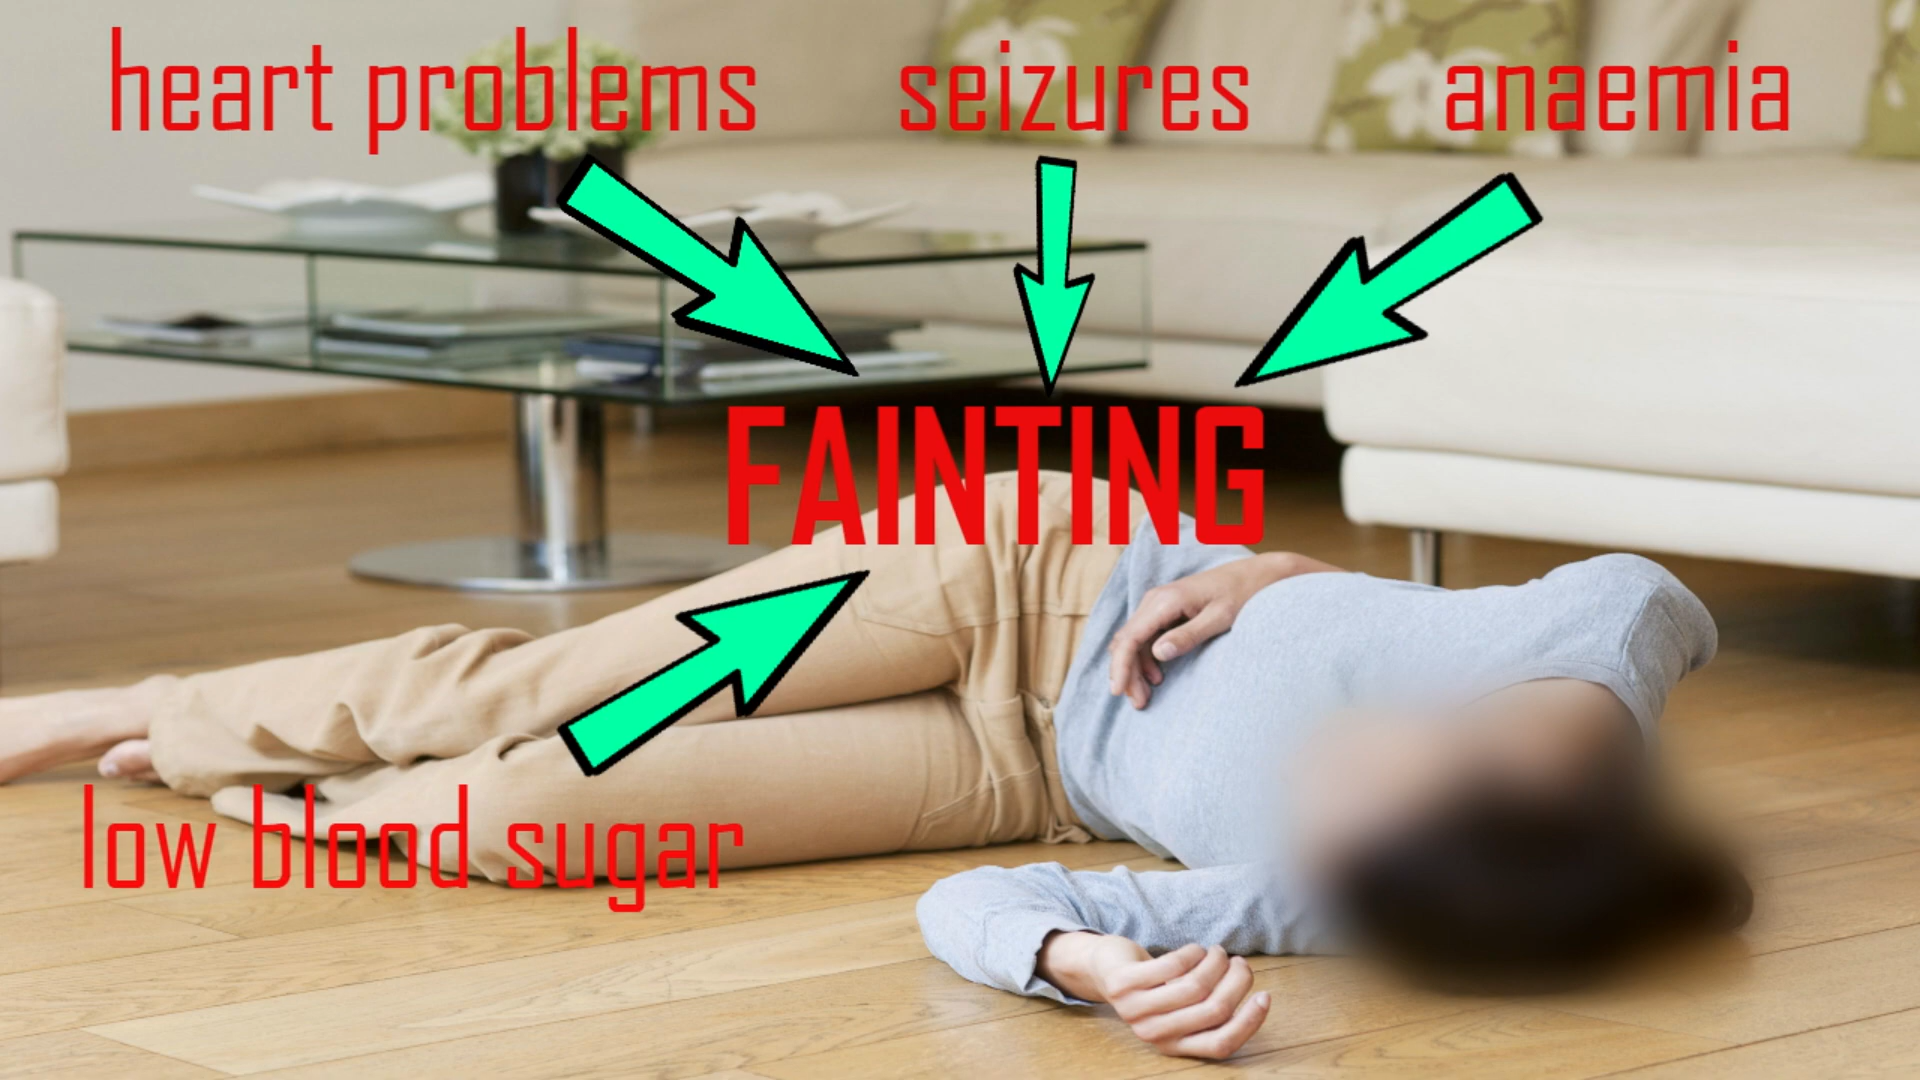 heart problems
seizures
anaemia
FAINTING
low blood sugar